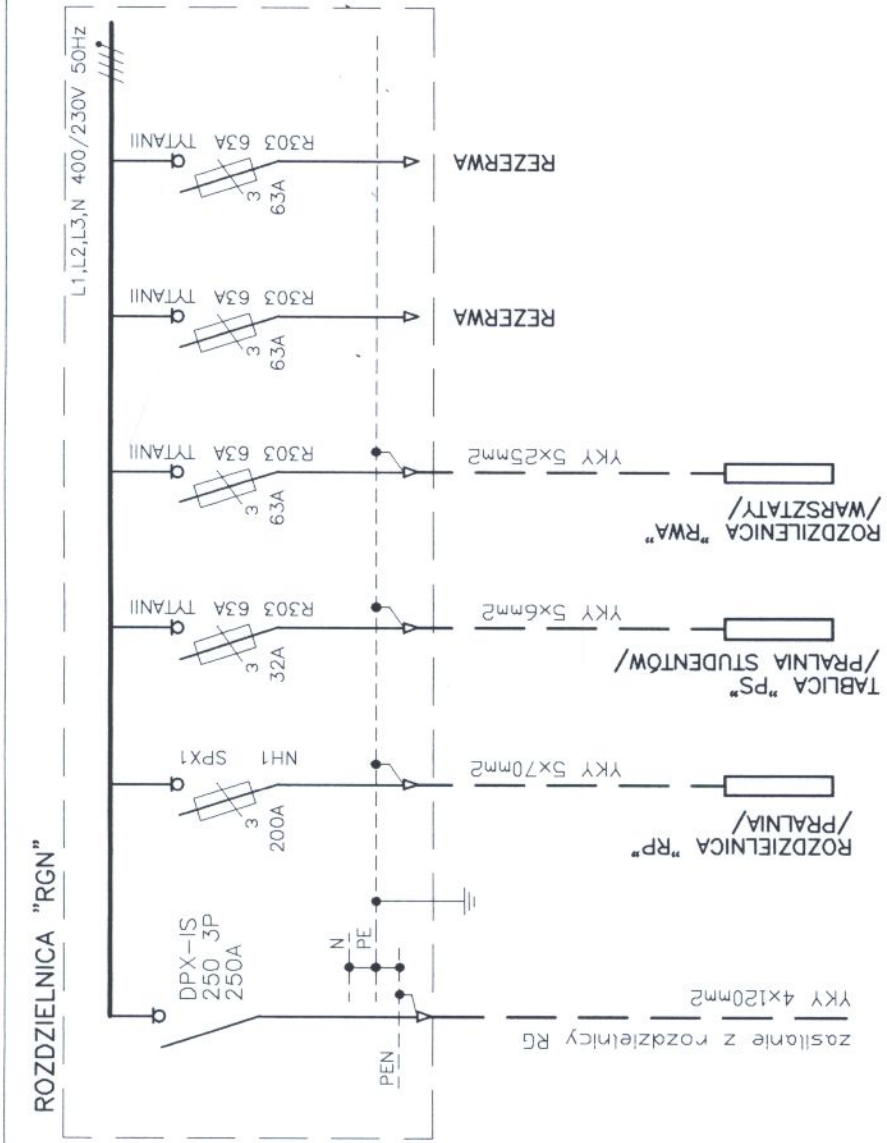 ROZDZIELNICA "RGN"
L1,L2,L3,N 400/230V 50Hz
DPX-IS
250 3P
250A
N
PE
PEN
zasilanie z rozdzielnicy RG
YKY 4x120mm2
NH1 SPX1
3
200A
YKY 5x70mm2
ROZDZIELNICA "RP"
/PRALNIA/
R303 63A TYTANII
3
32A
YKY 5x6mm2
TABLICA "PS"
/PRALNIA STUDENTÓW/
R303 63A TYTANII
3
63A
YKY 5x25mm2
ROZDZILENICA "RWA"
/WARSZTATY/
R303 63A TYTANII
3
63A
REZERWA
R303 63A TYTANII
3
63A
REZERWA